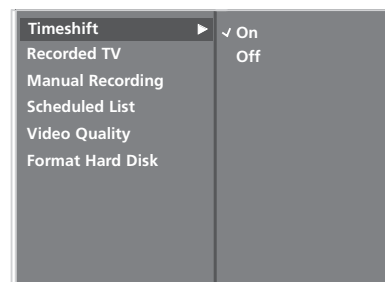 Timeshift
Recorded TV
Manual Recording
Scheduled List
Video Quality
Format Hard Disk
On
Off